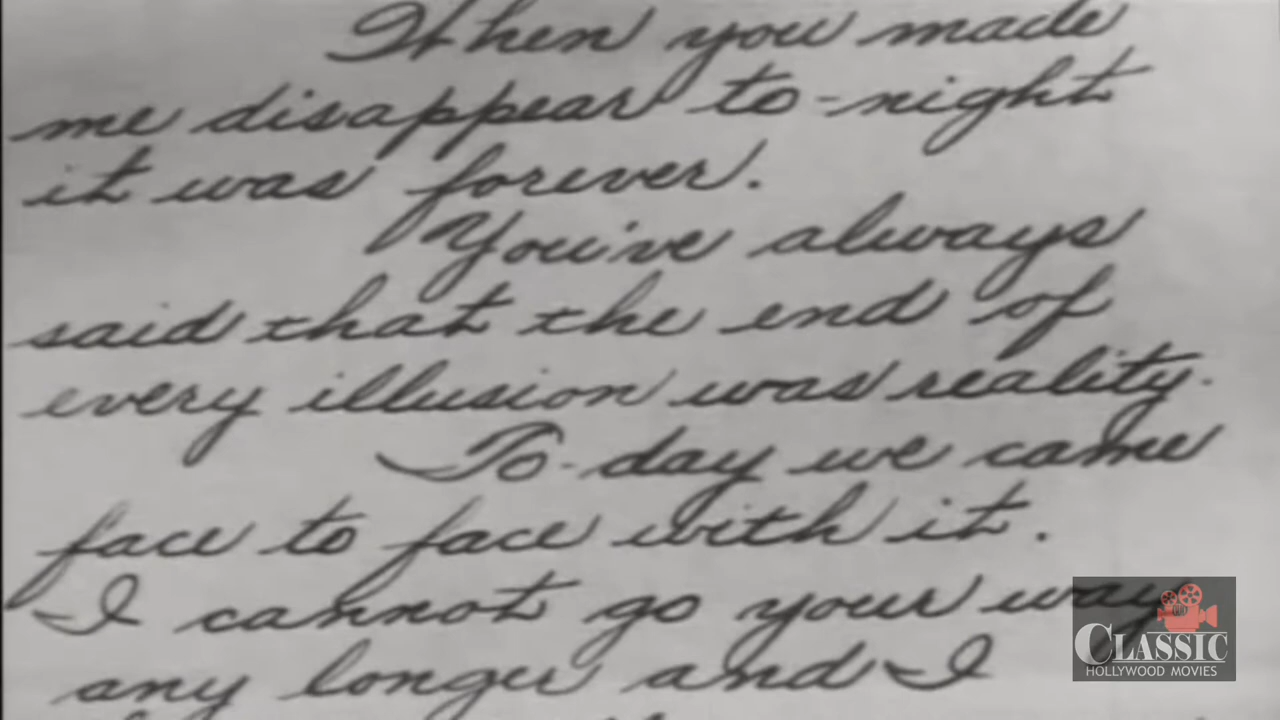 When you made
me disappear to-night
it was forever.
You've always
said that the end of
every illusion was reality.
To-day we came
face to face with it.
I cannot go your way
any longer and I
CLASSIC
HOLLYWOOD MOVIES